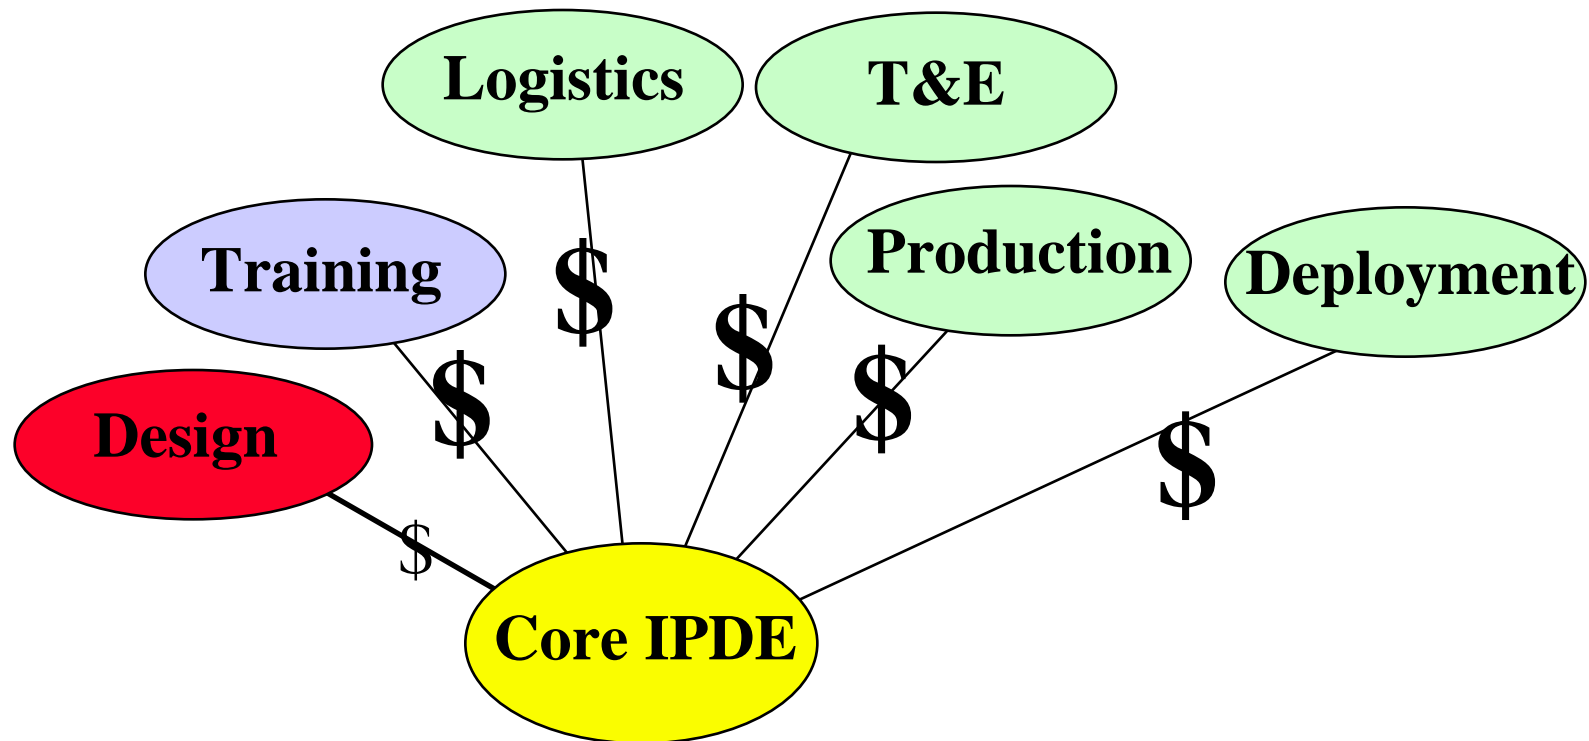 Logistics
T&E
Training
Production
Deployment
$
$
$
$
Design
$
$
Core IPDE